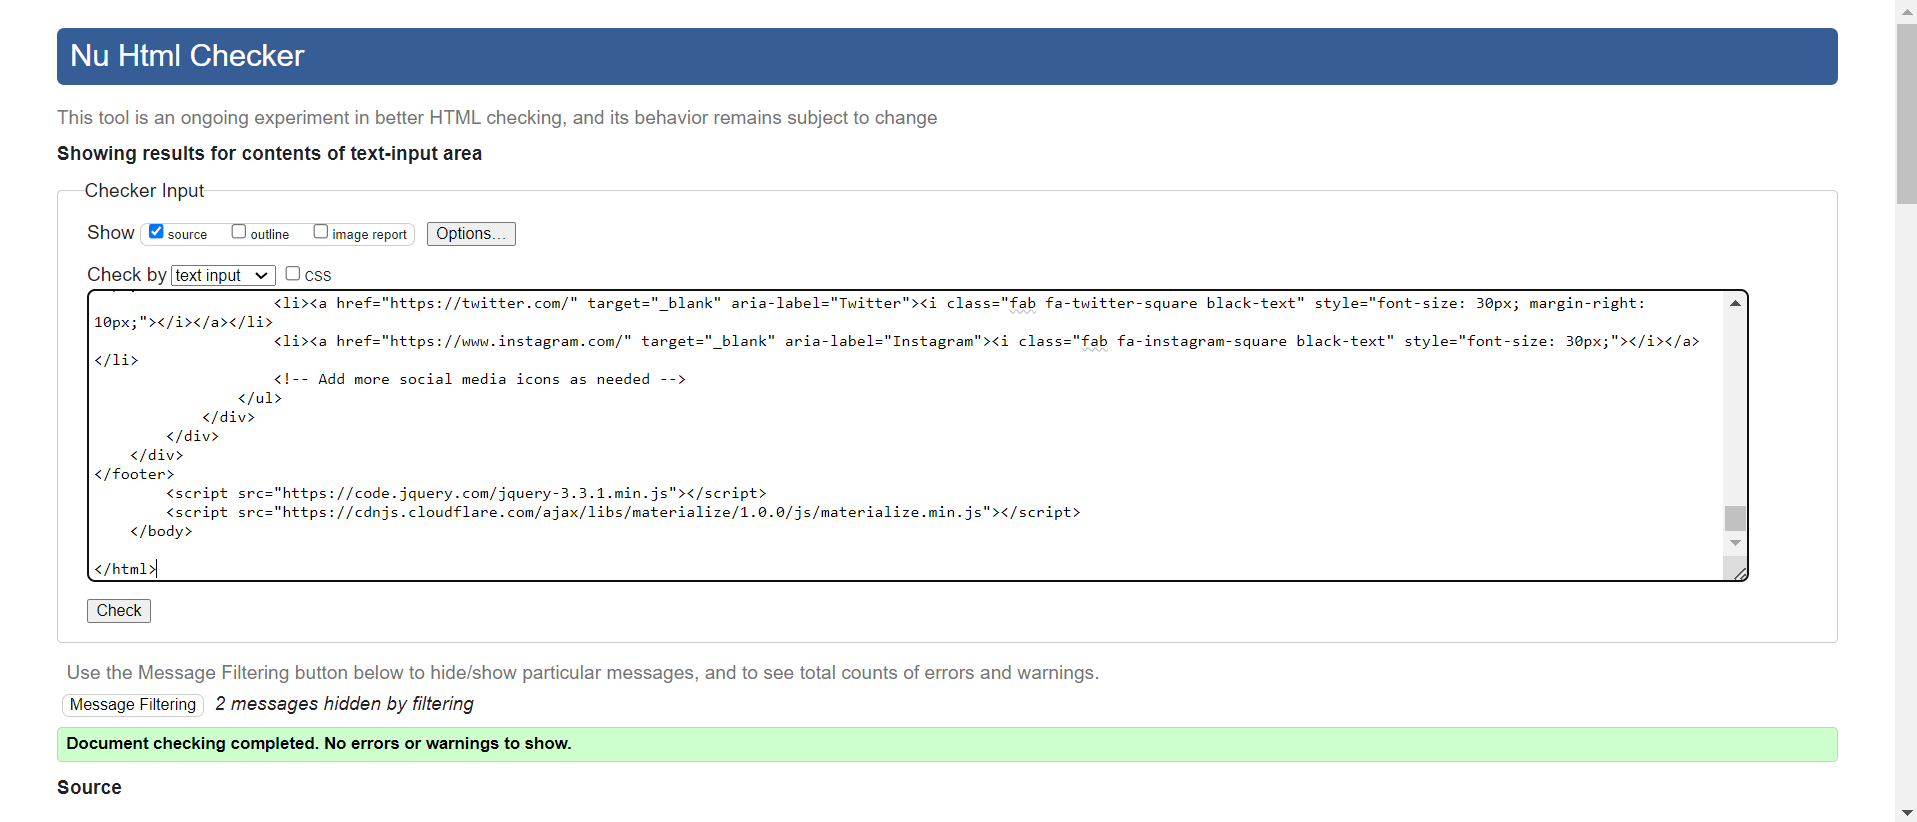 Nu Html Checker
This tool is an ongoing experiment in better HTML checking, and its behavior remains subject to change
Showing results for contents of text-input area
Checker Input
Show source outline image report Options...
Check by text input CSS
<li><a href="https://twitter.com/" target="_blank" aria-label="Twitter"><i class="fab fa-twitter-square black-text" style="font-size: 30px; margin-right:
10px;"></i></a></li>
<li><a href="https://www.instagram.com/" target="_blank" aria-label="Instagram"><i class="fab fa-instagram-square black-text" style="font-size: 30px;"></i></a>
</li>
<!-- Add more social media icons as needed -->
</ul>
</div>
</div>
</div>
</footer>
<script src="https://code.jquery.com/jquery-3.3.1.min.js"></script>
<script src="https://cdnjs.cloudflare.com/ajax/libs/materialize/1.0.0/js/materialize.min.js"></script>
</body>
</html>
Check
Use the Message Filtering button below to hide/show particular messages, and to see total counts of errors and warnings.
Message Filtering 2 messages hidden by filtering
Document checking completed. No errors or warnings to show.
Source